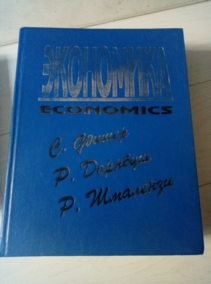 ЭКОНОМИКА
ECONOMICS
С. Фишер
Р. Дорнбуш
Р. Шмалензи